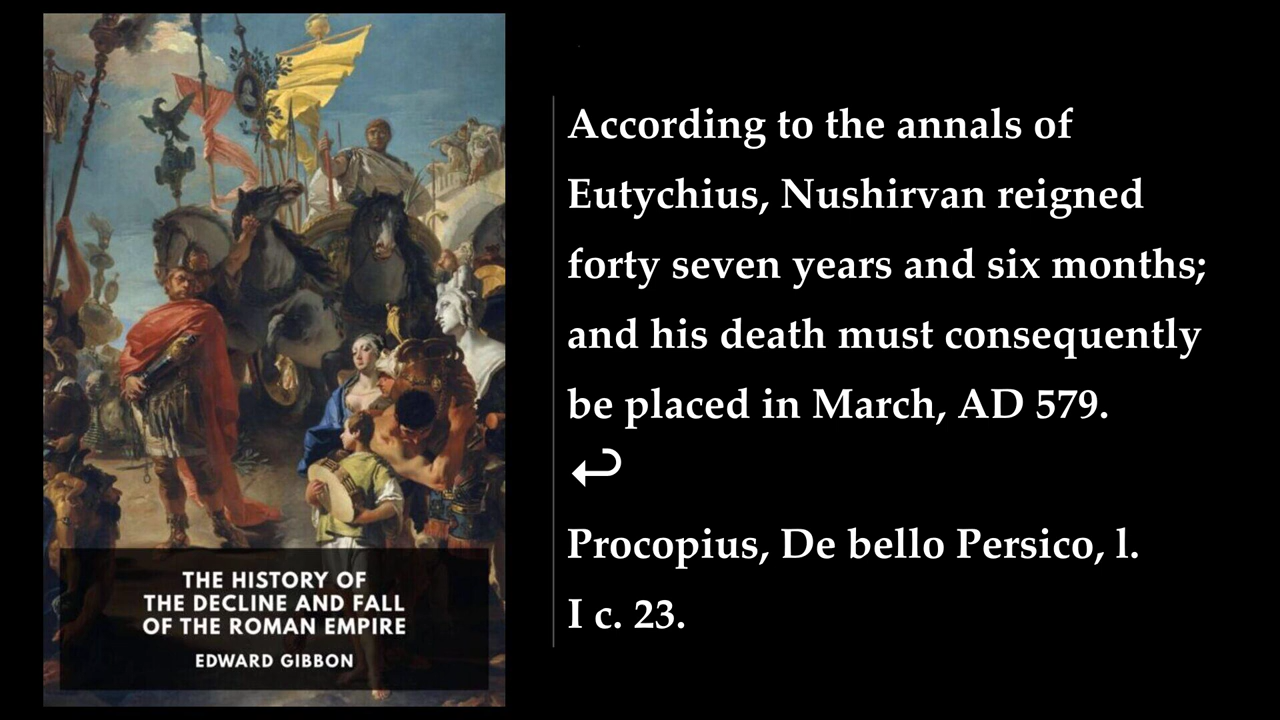 THE HISTORY OF
THE DECLINE AND FALL
OF THE ROMAN EMPIRE
EDWARD GIBBON
According to the annals of
Eutychius, Nushirvan reigned
forty seven years and six months;
and his death must consequently
be placed in March, AD 579.
↩
Procopius, De bello Persico, l.
I c. 23.